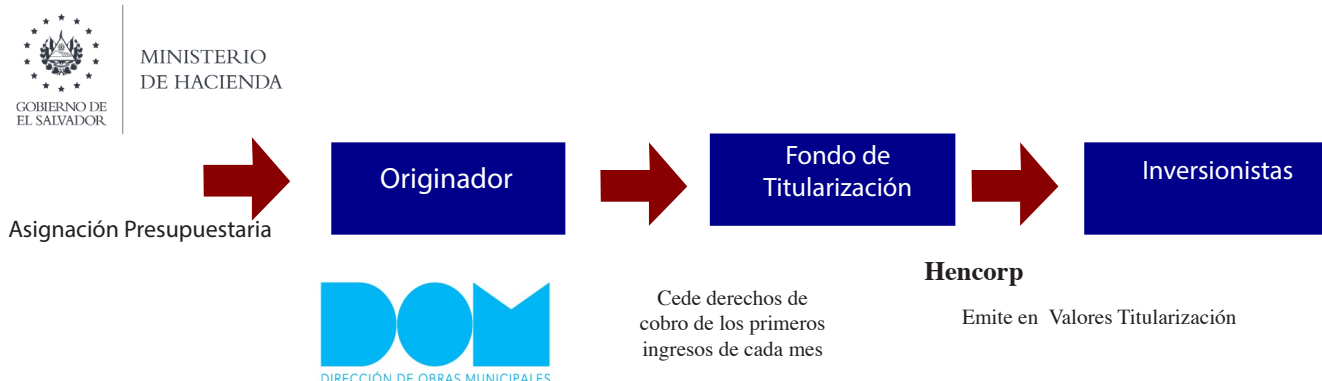 MINISTERIO
DE HACIENDA
GOBIERNO DE
EL SALVADOR
Asignación Presupuestaria
Originador
DOM
DIRECCIÓN DE OBRAS MUNICIPALES
Fondo de
Titularización
Cede derechos de
cobro de los primeros
ingresos de cada mes
Inversionistas
Hencorp
Emite en Valores Titularización